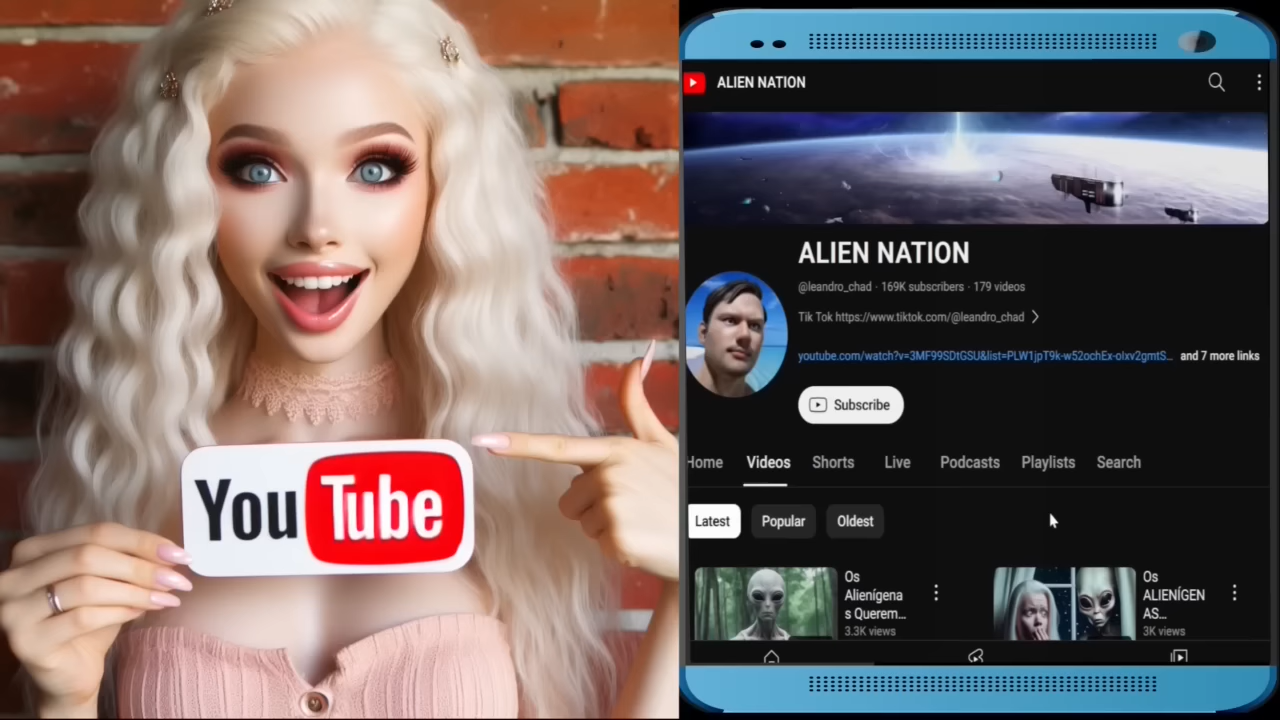 YouTube
ALIEN NATION
ALIEN NATION
@leandro_chad · 169K subscribers · 179 videos
Tik Tok https://www.tiktok.com/@leandro_chad
youtube.com/watch?v=3MF99SDtGSU&list=PLW1jpT9k-w52ochEx-olxv2gmtS... and 7 more links
Subscribe
Home Videos Shorts Live Podcasts Playlists Search
Latest Popular Oldest
Os
Alienígena
s Querem...
3.3K views
Os
ALIENÍGEN
AS...
3K views